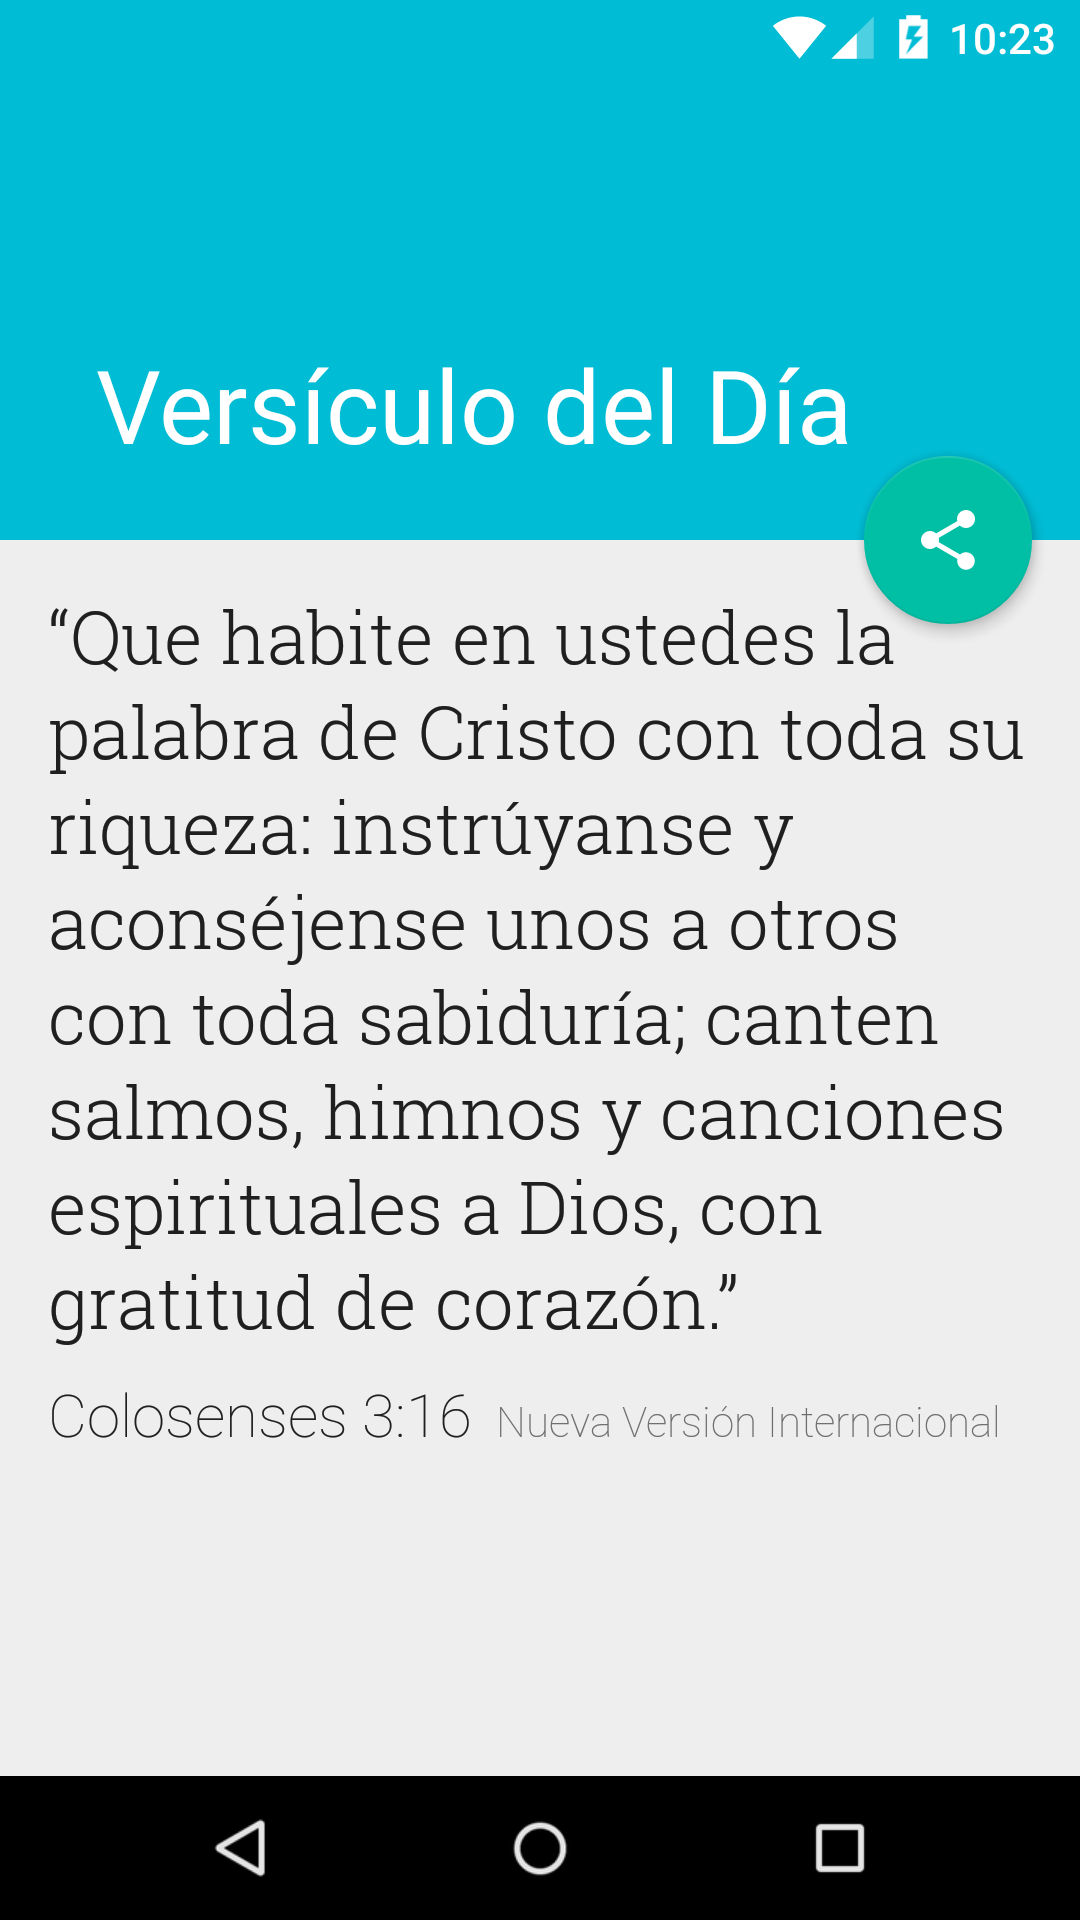 10:23
Versículo del Día
“Que habite en ustedes la
palabra de Cristo con toda su
riqueza: instrúyanse y
aconséjense unos a otros
con toda sabiduría; canten
salmos, himnos y canciones
espirituales a Dios, con
gratitud de corazón.”
Colosenses 3:16 Nueva Versión Internacional